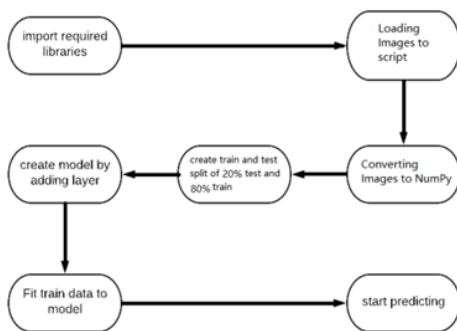 import required
libraries
Loading
Images to
script
Converting
Images to NumPy
create train and test
split of 20% test and
80% train
create model by
adding layer
Fit train data to
model
start predicting